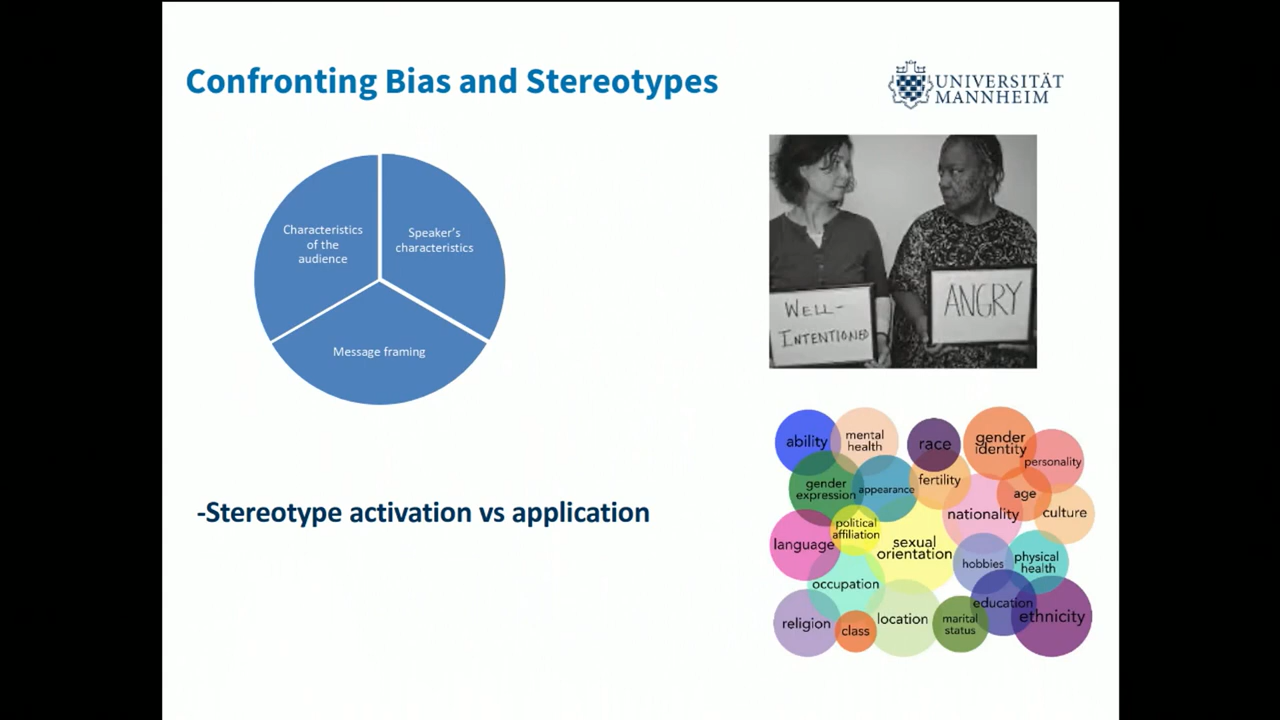 Confronting Bias and Stereotypes
UNIVERSITÄT
MANNHEIM
Characteristics
of the
audience
Speaker's
characteristics
Message framing
WELL-
INTENTIONED
ANGRY
-Stereotype activation vs application
ability
mental
health
race
gender
identity
personality
gender
expression
appearance
fertility
age
nationality
culture
language
political
affiliation
sexual
orientation
hobbies
physical
health
occupation
religion
class
location
marital
status
education
ethnicity